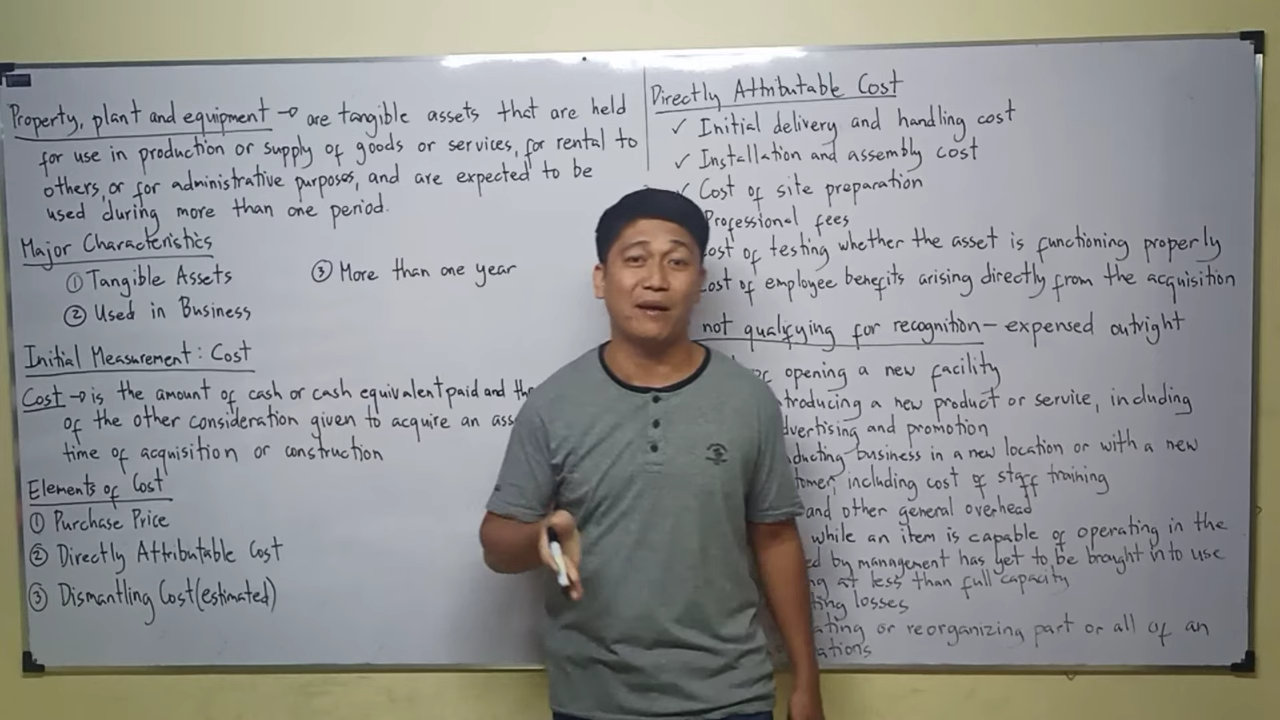 Property, plant and equipment → are tangible assets that are held
for use in production or supply of goods or services, for rental to
others, or for administrative purposes, and are expected to be
used during more than one period.
Major Characteristics
① Tangible Assets
② Used in Business
③ More than one year
Initial Measurement: Cost
Cost → is the amount of cash or cash equivalent paid and the
of the other consideration given to acquire an
time of acquisition or construction
Elements of Cost
① Purchase Price
② Directly Attributable Cost
③ Dismantling Cost (estimated)
Directly Attributable Cost
✓ Initial delivery and handling cost
✓ Installation and assembly cost
✓ Cost of site preparation
Professional fees
of testing whether the asset is functioning properly
of employee benefits arising directly from the acquisition
not qualifying for recognition - expensed outright
opening a new facility
a new product or service, including
and promotion
business in a new location or with a new
including cost of staff training
and other general overhead
while an item is capable of operating in the
by management has yet to be brought into use
at less than full capacity
losses
or reorganizing part or all of an